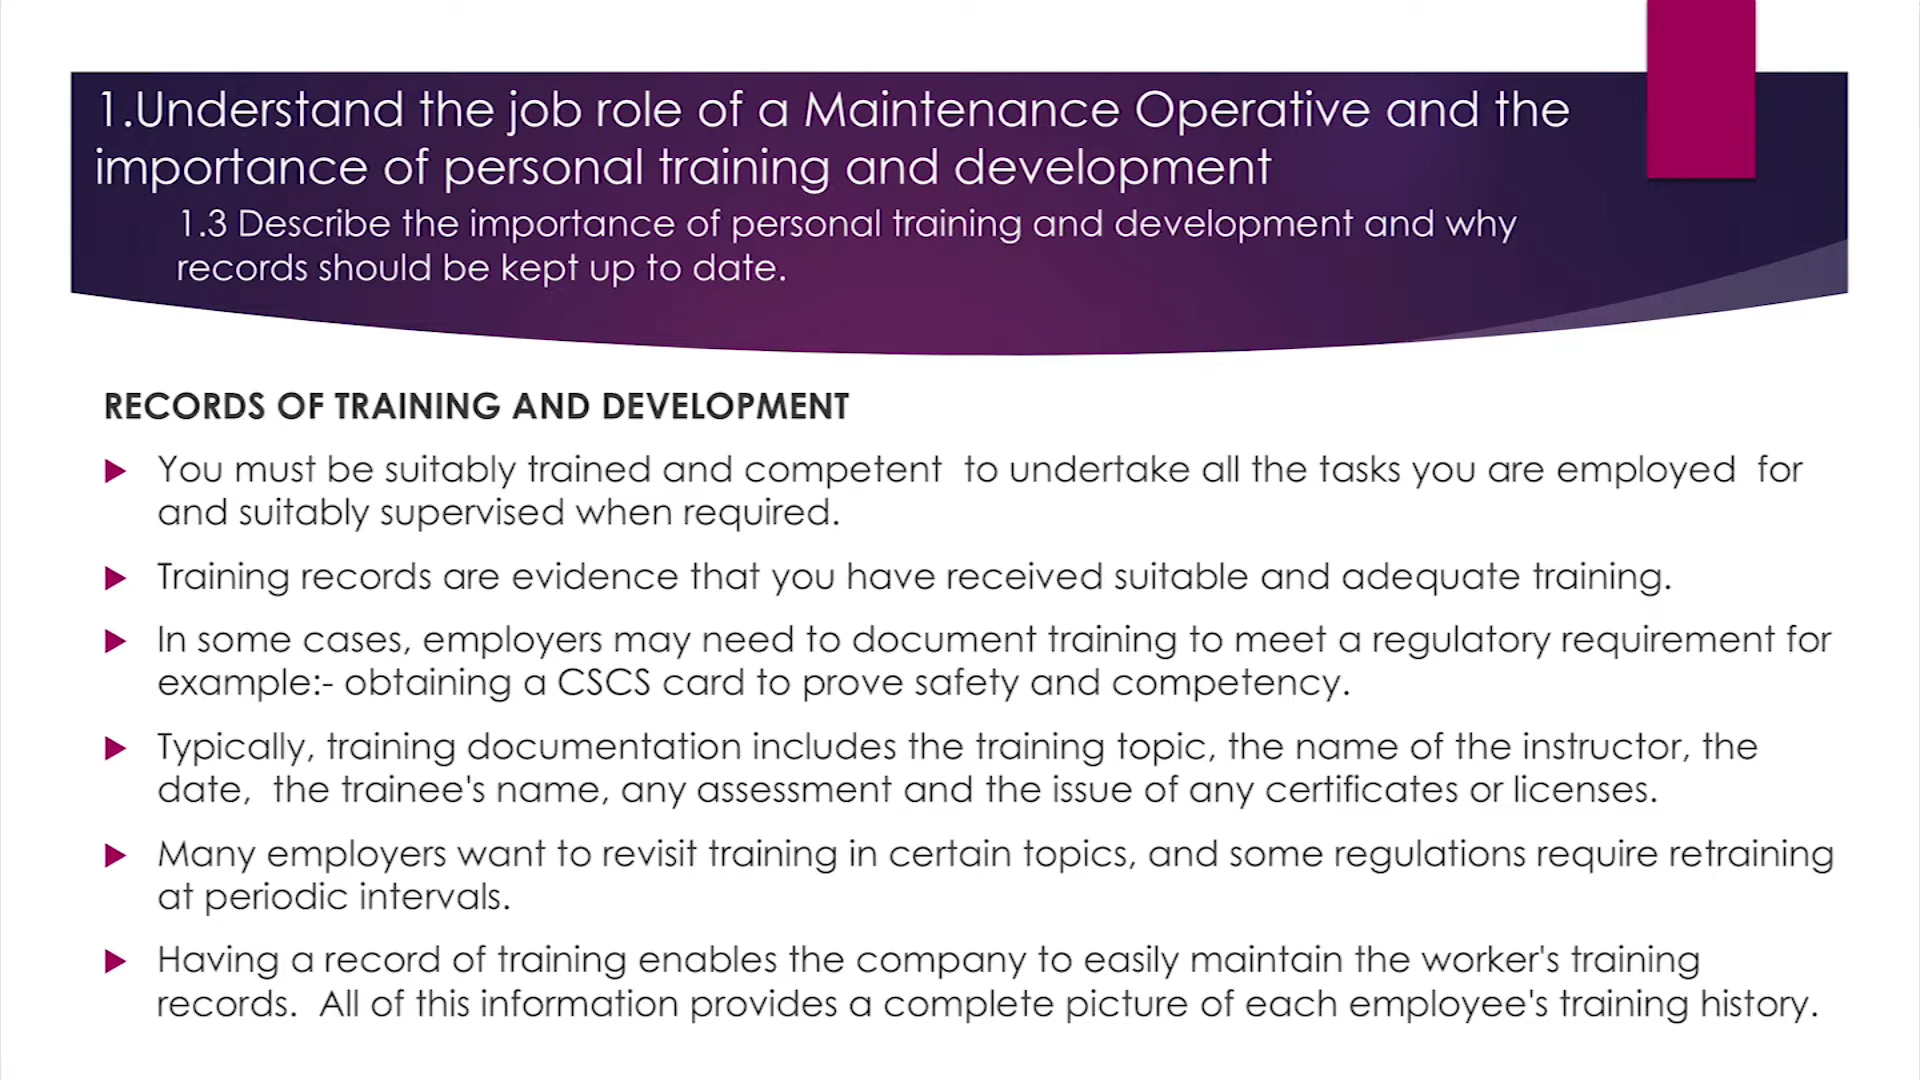 1.Understand the job role of a Maintenance Operative and the
importance of personal training and development
1.3 Describe the importance of personal training and development and why
records should be kept up to date.
RECORDS OF TRAINING AND DEVELOPMENT
You must be suitably trained and competent  to undertake all the tasks you are employed  for
and suitably supervised when required.
Training records are evidence that you have received suitable and adequate training.
In some cases, employers may need to document training to meet a regulatory requirement for
example:- obtaining a CSCS card to prove safety and competency.
Typically, training documentation includes the training topic, the name of the instructor, the
date,  the trainee's name, any assessment and the issue of any certificates or licenses.
Many employers want to revisit training in certain topics, and some regulations require retraining
at periodic intervals.
Having a record of training enables the company to easily maintain the worker's training
records.  All of this information provides a complete picture of each employee's training history.